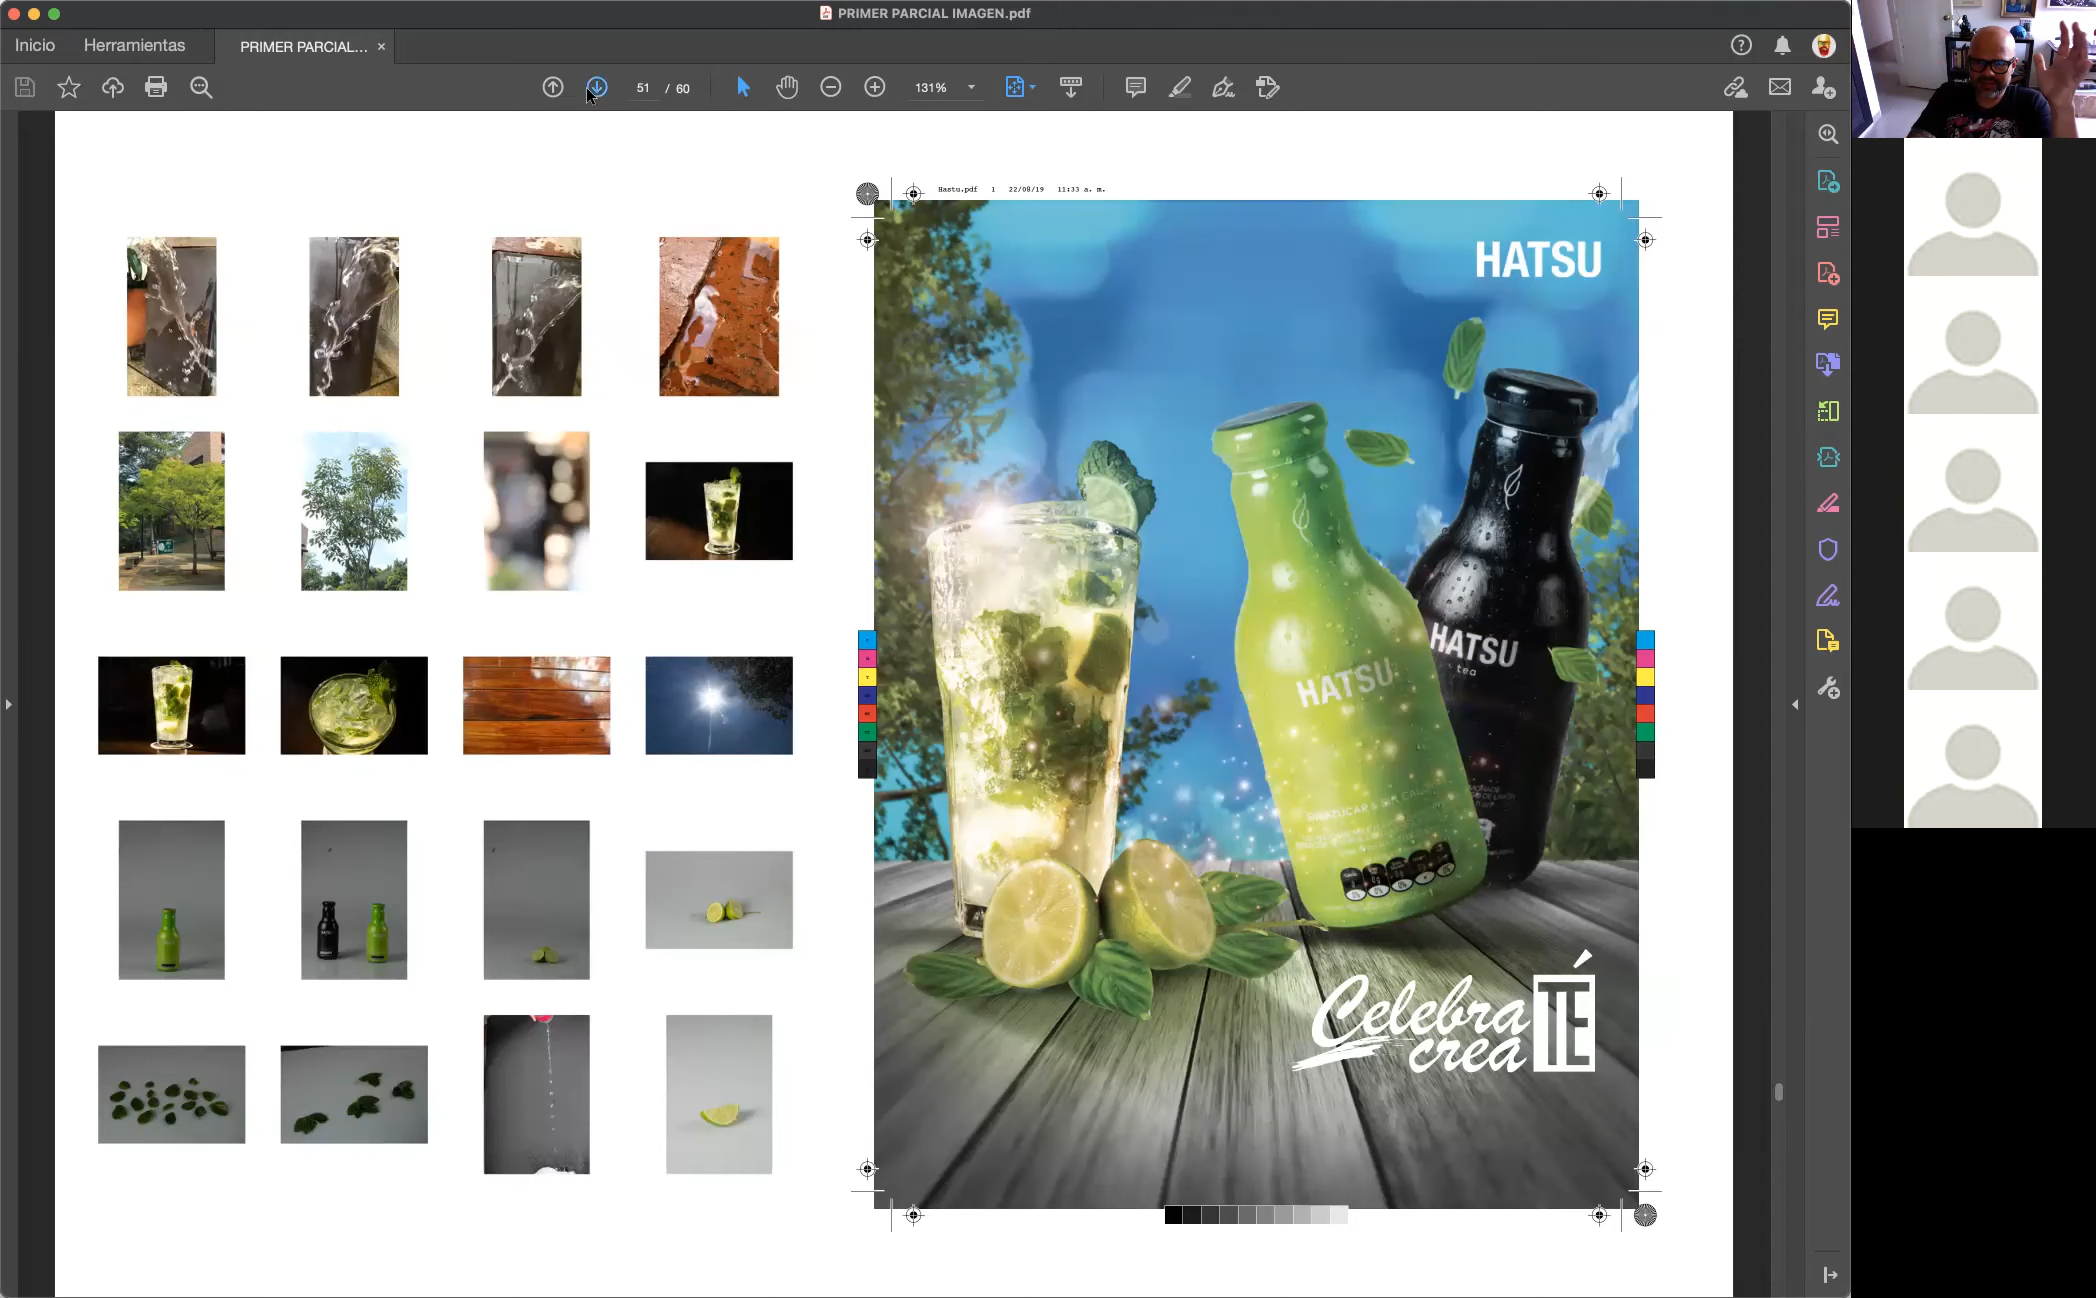 PRIMER PARCIAL IMAGEN.pdf
Inicio
Herramientas
PRIMER PARCIAL... ×
51 / 60
131%
Hastu.pdf 1 22/08/19 11:33 a. m.
HATSU
HATSU
tea
HATSU
Celebra
crea
TÉ